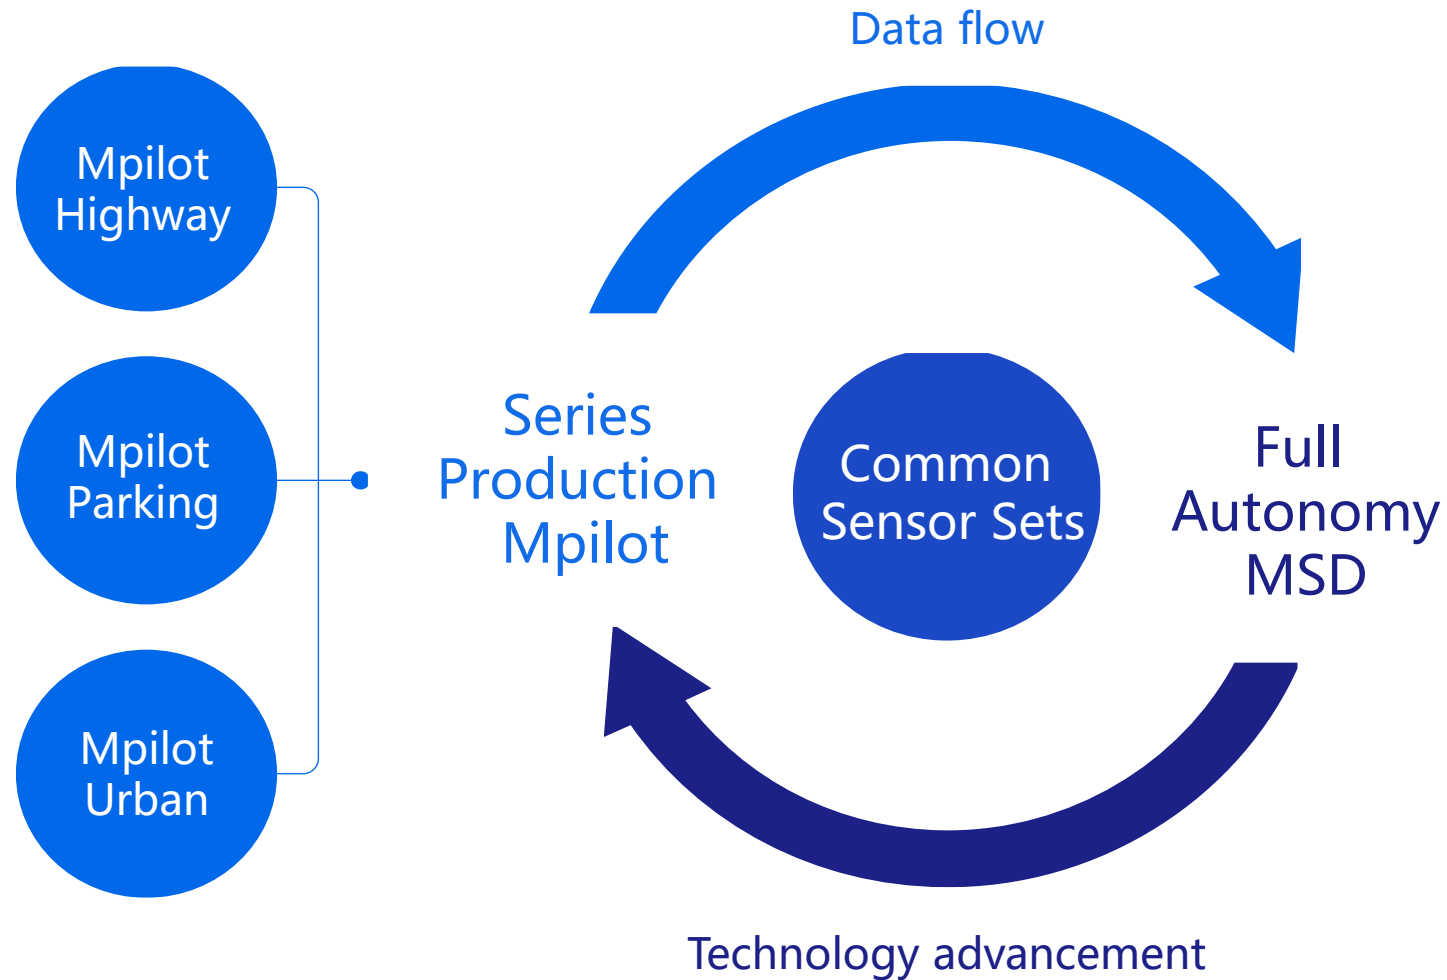 Data flow
Mpilot
Highway
Mpilot
Parking
Mpilot
Urban
Series
Production
Mpilot
Common
Sensor Sets
Full
Autonomy
MSD
Technology advancement